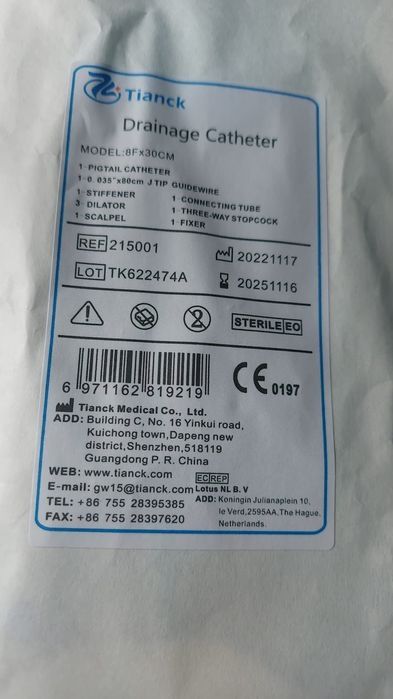 Tianck
Drainage Catheter
MODEL:8Fx30CM
1 PIGTAIL CATHETER
1 0.035"x80cm J TIP GUIDEWIRE
1 STIFFENER 1 CONNECTING TUBE
3 DILATOR 1 THREE-WAY STOPCOCK
1 SCALPEL 1 FIXER
REF 215001 20221117
LOT TK622474A 20251116
2 STERILE EO
6 971162 819219 CE 0197
Tianck Medical Co., Ltd.
ADD: Building C, No. 16 Yinkui road,
Kuichong town,Dapeng new
district,Shenzhen,518119
Guangdong P. R. China
WEB: www.tianck.com EC REP
E-mail: gw15@tianck.com Lotus NL B. V
TEL: +86 755 28395385 ADD: Koningin Julianaplein 10,
FAX: +86 755 28397620 le Verd,2595AA,The Hague,
Netherlands.